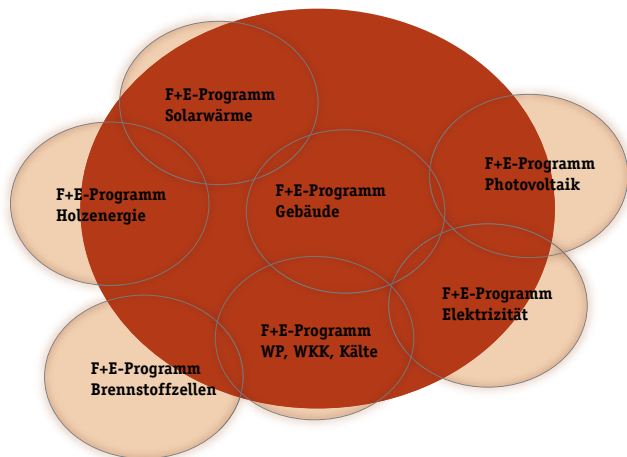 F+E-Programm
Solarwärme
F+E-Programm
Photovoltaik
F+E-Programm
Holzenergie
F+E-Programm
Gebäude
F+E-Programm
Elektrizität
F+E-Programm
WP, WKK, Kälte
F+E-Programm
Brennstoffzellen